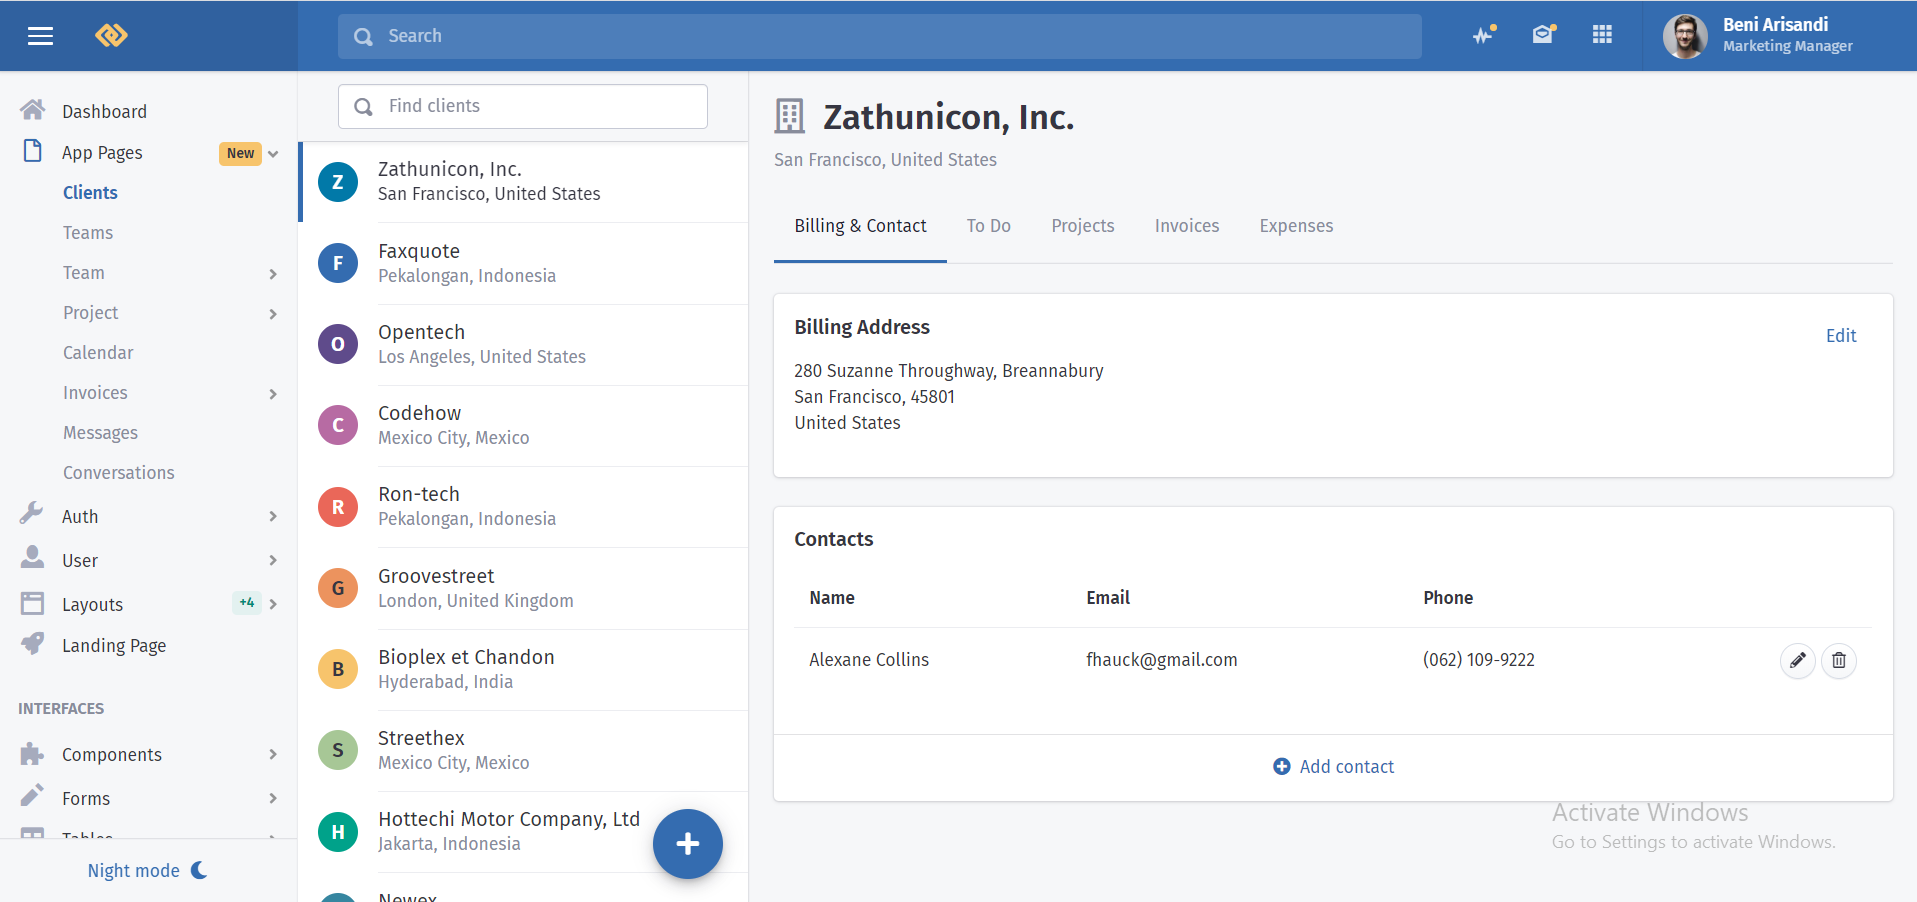 Search
Beni Arisandi
Marketing Manager
Dashboard
App Pages
New
Clients
Teams
Team
Project
Calendar
Invoices
Messages
Conversations
Auth
User
Layouts
+4
Landing Page
INTERFACES
Components
Forms
Tables
Night mode
Find clients
Z
Zathunicon, Inc.
San Francisco, United States
F
Faxquote
Pekalongan, Indonesia
O
Opentech
Los Angeles, United States
C
Codehow
Mexico City, Mexico
R
Ron-tech
Pekalongan, Indonesia
G
Groovestreet
London, United Kingdom
B
Bioplex et Chandon
Hyderabad, India
S
Streethex
Mexico City, Mexico
H
Hottechi Motor Company, Ltd
Jakarta, Indonesia
Newex
Zathunicon, Inc.
San Francisco, United States
Billing & Contact
To Do
Projects
Invoices
Expenses
Billing Address
Edit
280 Suzanne Throughway, Breannabury
San Francisco, 45801
United States
Contacts
Name
Email
Phone
Alexane Collins
fhauck@gmail.com
(062) 109-9222
Add contact
Activate Windows
Go to Settings to activate Windows.